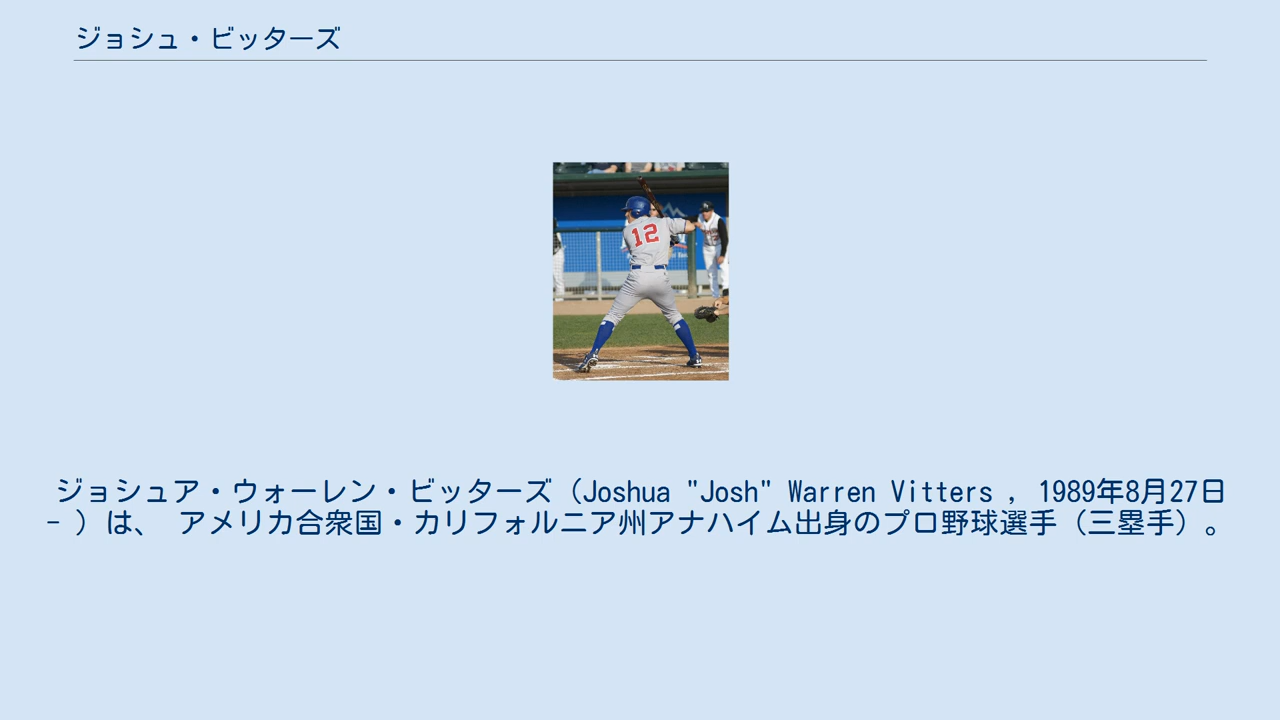 ジョシュ・ビッターズ
12
ジョシュア・ウォーレン・ビッターズ（Joshua "Josh" Warren Vitters , 1989年8月27日
- ）は、 アメリカ合衆国・カリフォルニア州アナハイム出身のプロ野球選手（三塁手）。